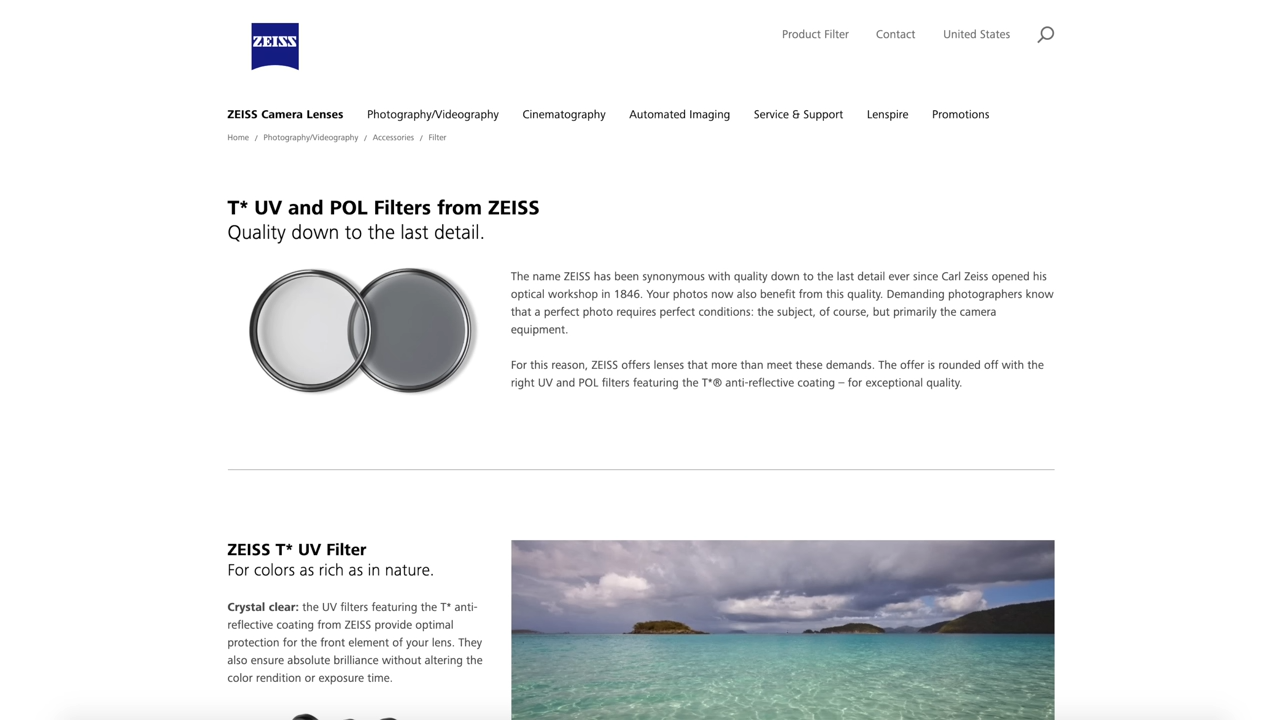 ZEISS
Product Filter Contact United States
ZEISS Camera Lenses Photography/Videography Cinematography Automated Imaging Service & Support Lenspire Promotions
Home / Photography/Videography / Accessories / Filter
T* UV and POL Filters from ZEISS
Quality down to the last detail.
The name ZEISS has been synonymous with quality down to the last detail ever since Carl Zeiss opened his
optical workshop in 1846. Your photos now also benefit from this quality. Demanding photographers know
that a perfect photo requires perfect conditions: the subject, of course, but primarily the camera
equipment.
For this reason, ZEISS offers lenses that more than meet these demands. The offer is rounded off with the
right UV and POL filters featuring the T*® anti-reflective coating – for exceptional quality.
ZEISS T* UV Filter
For colors as rich as in nature.
Crystal clear: the UV filters featuring the T* anti-
reflective coating from ZEISS provide optimal
protection for the front element of your lens. They
also ensure absolute brilliance without altering the
color rendition or exposure time.